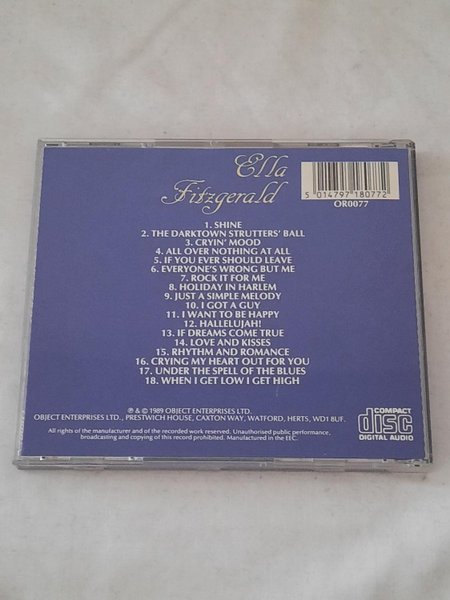 Ella
Fitzgerald
5 014797 180772
OR0077
1. SHINE
2. THE DARKTOWN STRUTTERS' BALL
3. CRYIN' MOOD
4. ALL OVER NOTHING AT ALL
5. IF YOU EVER SHOULD LEAVE
6. EVERYONE'S WRONG BUT ME
7. ROCK IT FOR ME
8. HOLIDAY IN HARLEM
9. JUST A SIMPLE MELODY
10. I GOT A GUY
11. I WANT TO BE HAPPY
12. HALLELUJAH!
13. IF DREAMS COME TRUE
14. LOVE AND KISSES
15. RHYTHM AND ROMANCE
16. CRYING MY HEART OUT FOR YOU
17. UNDER THE SPELL OF THE BLUES
18. WHEN I GET LOW I GET HIGH
℗ & © 1989 OBJECT ENTERPRISES LTD.
OBJECT ENTERPRISES LTD., PRESTWICH HOUSE, CAXTON WAY, WATFORD, HERTS, WD1 8UF.
All rights of the manufacturer and of the recorded work reserved. Unauthorised public performance,
broadcasting and copying of this record prohibited. Manufactured in the EEC.
COMPACT
disc
DIGITAL AUDIO